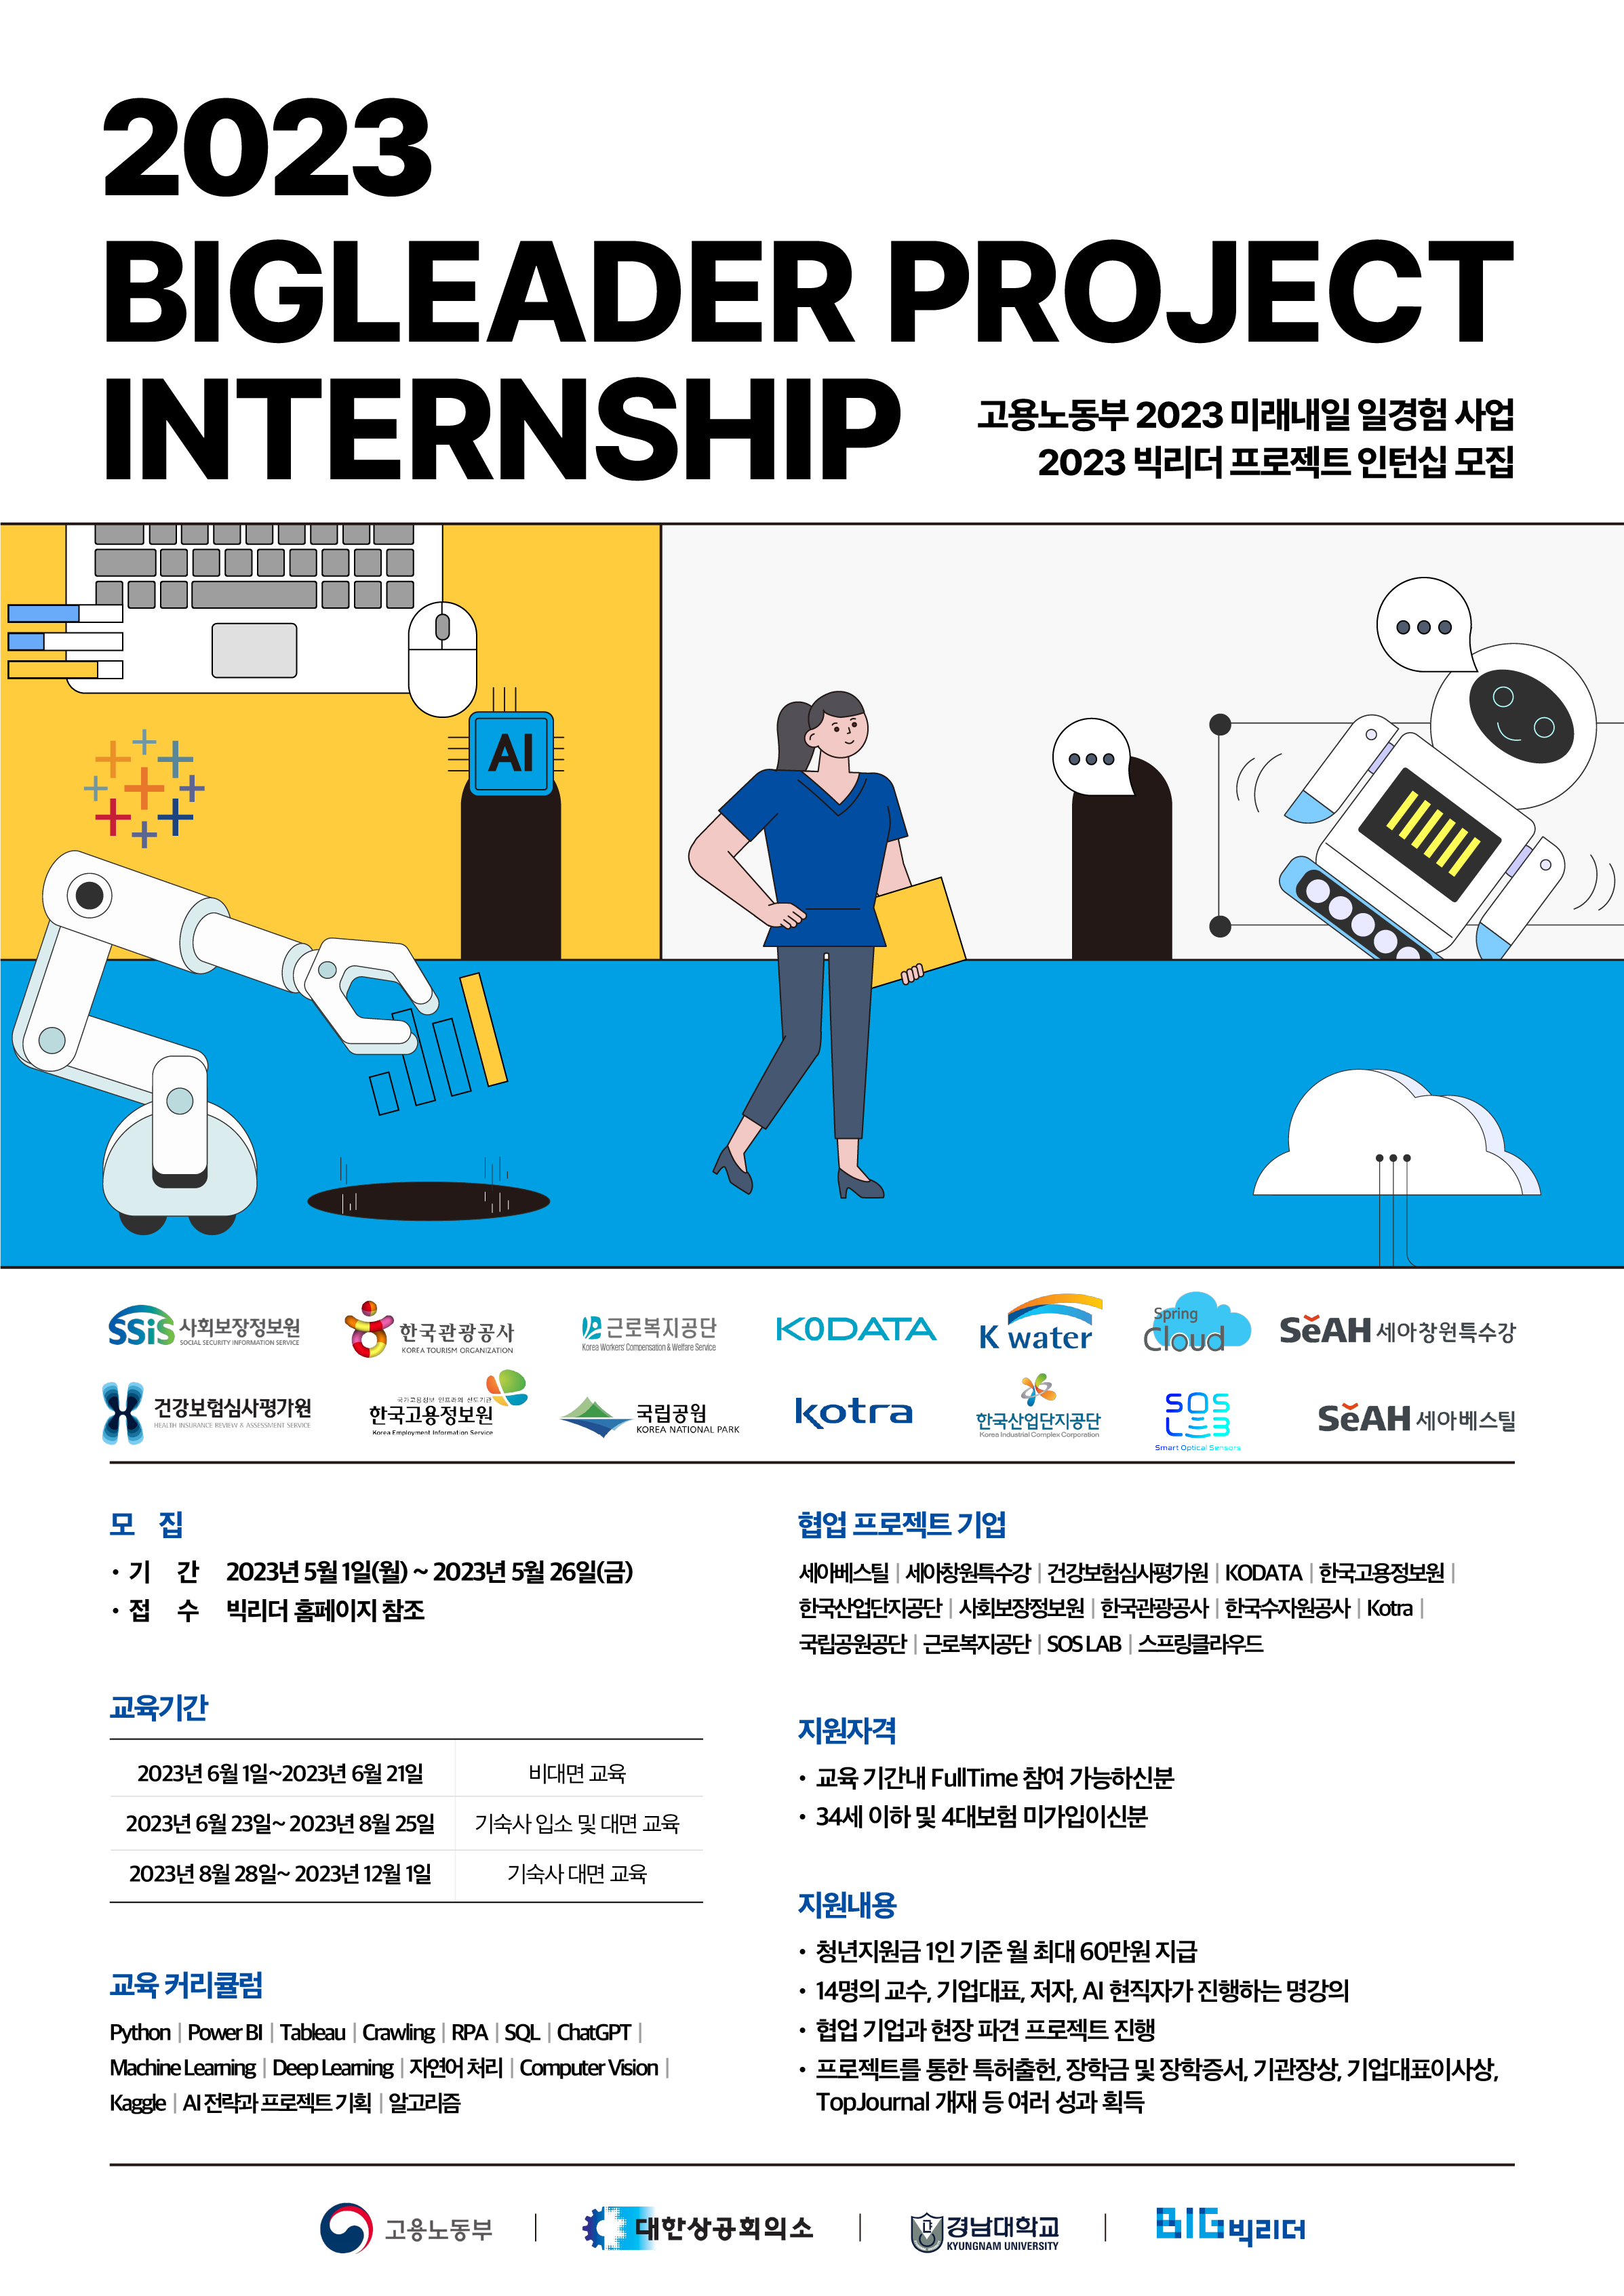 2023
BIGLEADER PROJECT
INTERNSHIP
고용노동부 2023 미래내일 일경험 사업
2023 빅리더 프로젝트 인턴십 모집
AI
SSiS 사회보장정보원
SOCIAL SECURITY INFORMATION SERVICE
한국관광공사
KOREA TOURISM ORGANIZATION
근로복지공단
Korea Workers' Compensation & Welfare Service
KODATA
K water
Spring
Cloud
SeAH 세아창원특수강
건강보험심사평가원
HEALTH INSURANCE REVIEW & ASSESSMENT SERVICE
국가고용정보 인프라의 선도기관
한국고용정보원
Korea Employment Information Service
국립공원
KOREA NATIONAL PARK
kotra
한국산업단지공단
Korea Industrial Complex Corporation
SOS
LAB
Smart Optical Sensors
SeAH 세아베스틸
모 집
• 기 간 2023년 5월 1일(월) ~ 2023년 5월 26일(금)
• 접 수 빅리더 홈페이지 참조
교육기간
2023년 6월 1일~2023년 6월 21일 비대면 교육
2023년 6월 23일~ 2023년 8월 25일 기숙사 입소 및 대면 교육
2023년 8월 28일~ 2023년 12월 1일 기숙사 대면 교육
교육 커리큘럼
Python | Power BI | Tableau | Crawling | RPA | SQL | ChatGPT |
Machine Learning | Deep Learning | 자연어 처리 | Computer Vision |
Kaggle | AI 전략과 프로젝트 기획 | 알고리즘
협업 프로젝트 기업
세아베스틸 | 세아창원특수강 | 건강보험심사평가원 | KODATA | 한국고용정보원 |
한국산업단지공단 | 사회보장정보원 | 한국관광공사 | 한국수자원공사 | Kotra |
국립공원공단 | 근로복지공단 | SOS LAB | 스프링클라우드
지원자격
• 교육 기간내 FullTime 참여 가능하신분
• 34세 이하 및 4대보험 미가입이신분
지원내용
• 청년지원금 1인 기준 월 최대 60만원 지급
• 14명의 교수, 기업대표, 저자, AI 현직자가 진행하는 명강의
• 협업 기업과 현장 파견 프로젝트 진행
• 프로젝트를 통한 특허출헌, 장학금 및 장학증서, 기관장상, 기업대표이사상,
TopJournal 개재 등 여러 성과 획득
고용노동부
대한상공회의소
경남대학교
KYUNGNAM UNIVERSITY
BIG 빅리더